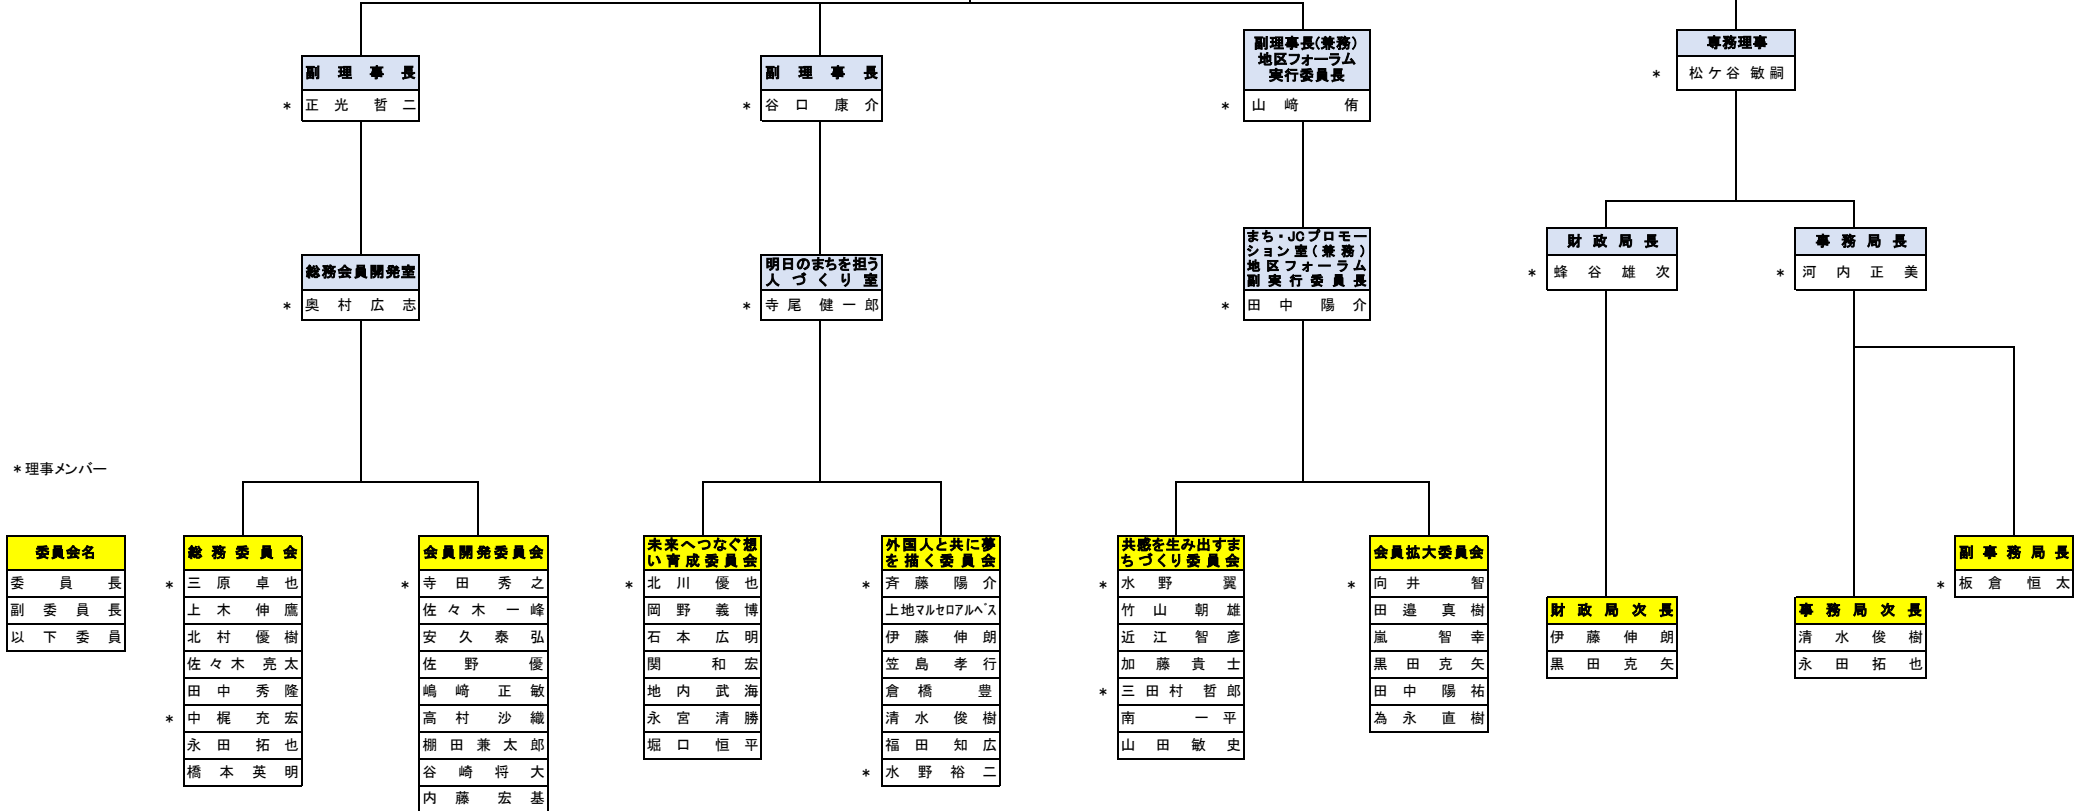 副理事長
* 正光 哲二
副理事長
* 谷口 康介
副理事長(兼務)
地区フォーラム
実行委員長
* 山﨑 侑
専務理事
* 松ケ谷 敏嗣
総務会員開発室
* 奥村広志
明日のまちを担う
人づくり室
* 寺尾 健一郎
まち・JCプロモー
ション室(兼務)
地区フォーラム
副実行委員長
* 田中 陽介
財政局長
* 蜂谷雄次
事務局長
* 河内正美
*理事メンバー
委員会名
委員長
副委員長
以下委員
総務委員会
* 三原卓也
上木伸鷹
北村優樹
佐々木亮太
田中秀隆
* 中梶充宏
永田拓也
橋本英明
会員開発委員会
* 寺田秀之
佐々木一峰
安久泰弘
佐野優
嶋﨑正敏
高村沙織
棚田兼太郎
谷崎将大
内藤宏基
未来へつなぐ想
い育成委員会
* 北川優也
岡野義博
石本広明
関和宏
地内武海
永宮清勝
堀口恒平
外国人と共に夢
を描く委員会
* 斉藤陽介
上地マルセロアルベス
伊藤伸朗
笠島孝行
倉橋豊
清水俊樹
福田知広
* 水野裕二
共感を生み出すま
ちづくり委員会
* 水野翼
竹山朝雄
近江智彦
加藤貴士
* 三田村哲郎
南一平
山田敏史
会員拡大委員会
* 向井智
田邉真樹
嵐智幸
黒田克矢
田中陽祐
為永直樹
財政局次長
伊藤伸朗
黒田克矢
事務局次長
清水俊樹
永田拓也
副事務局長
* 板倉恒太